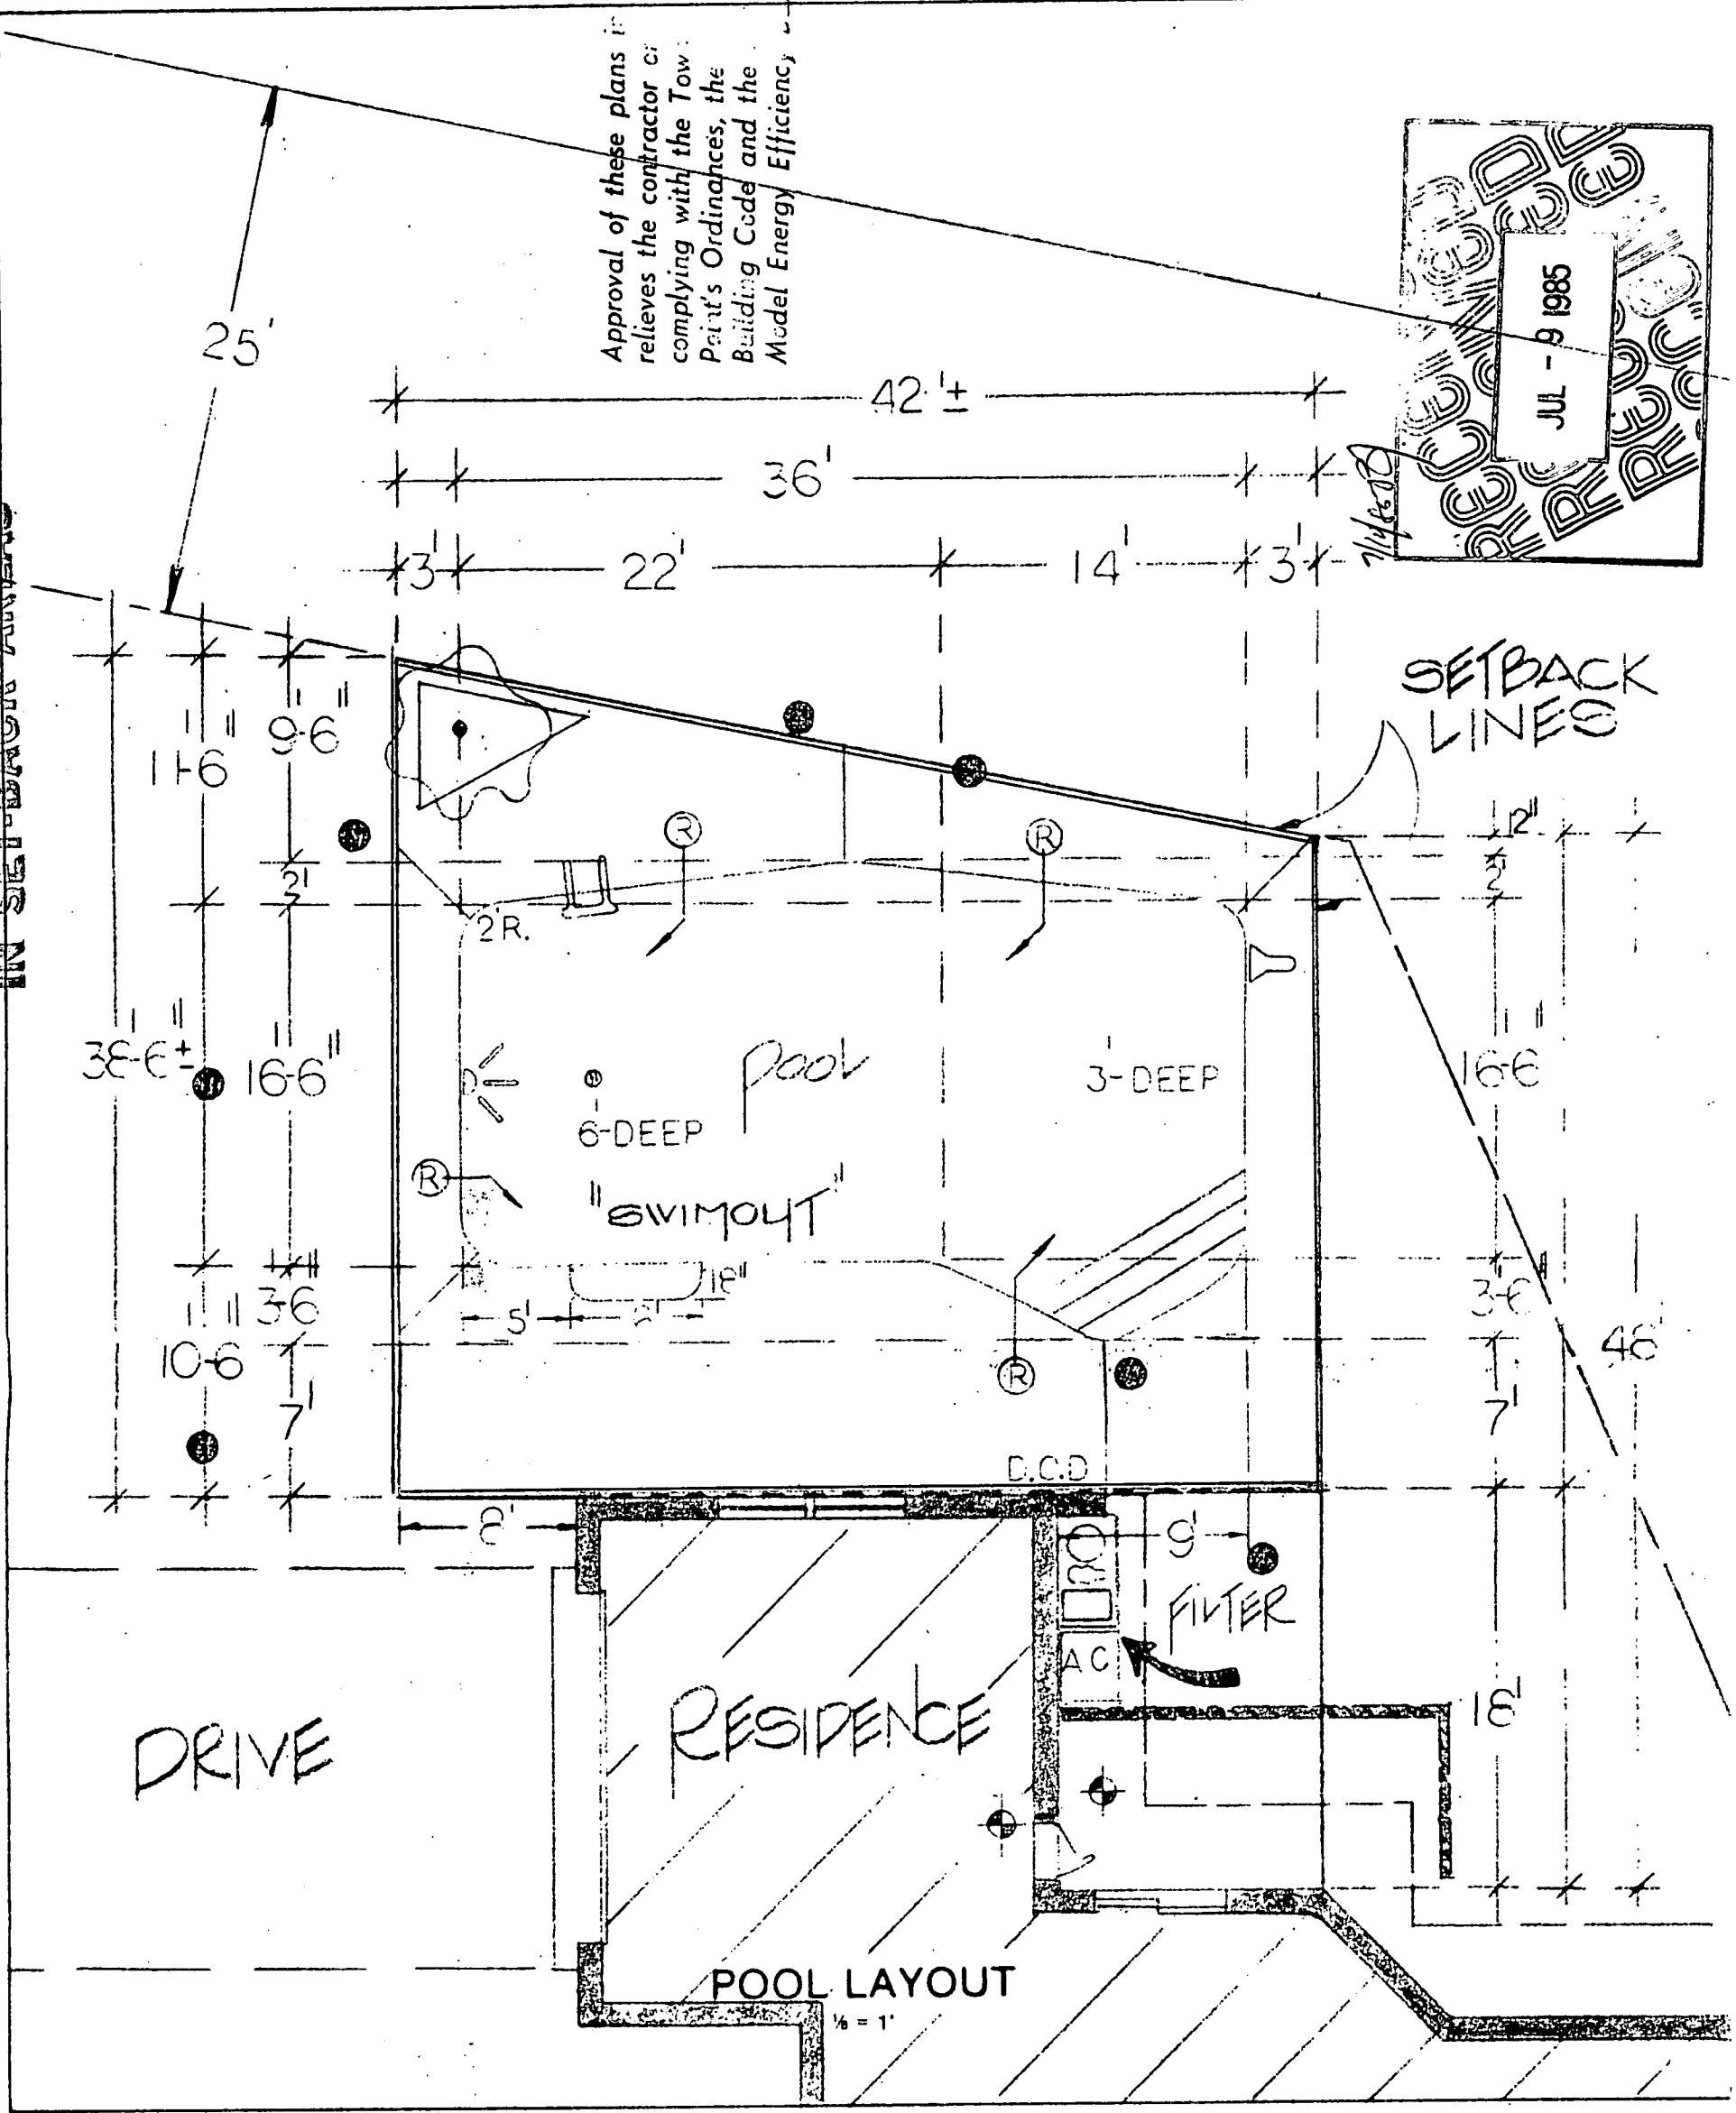 Approval of these plans in
relieves the contractor or
complying with the Tow
Point's Ordinances, the
Building Code and the
Model Energy Efficiency
25'
42'±
36'
3'
22'
14'
3'
JUL - 9 1985
SETBACK
LINES
11'-6"
9'-6"
2'
2'R.
R
R
12"
2'
38'-6"±
16'-6"
POOL
6'-DEEP
3'-DEEP
16'-6"
R
"SWIMOUT"
18"
5'
3'-6"
10'-6"
7'
R
3'-6"
7'
46'
D.C.D
8'
9'
FILTER
A C
18'
DRIVE
RESIDENCE
POOL LAYOUT
⅛ = 1'